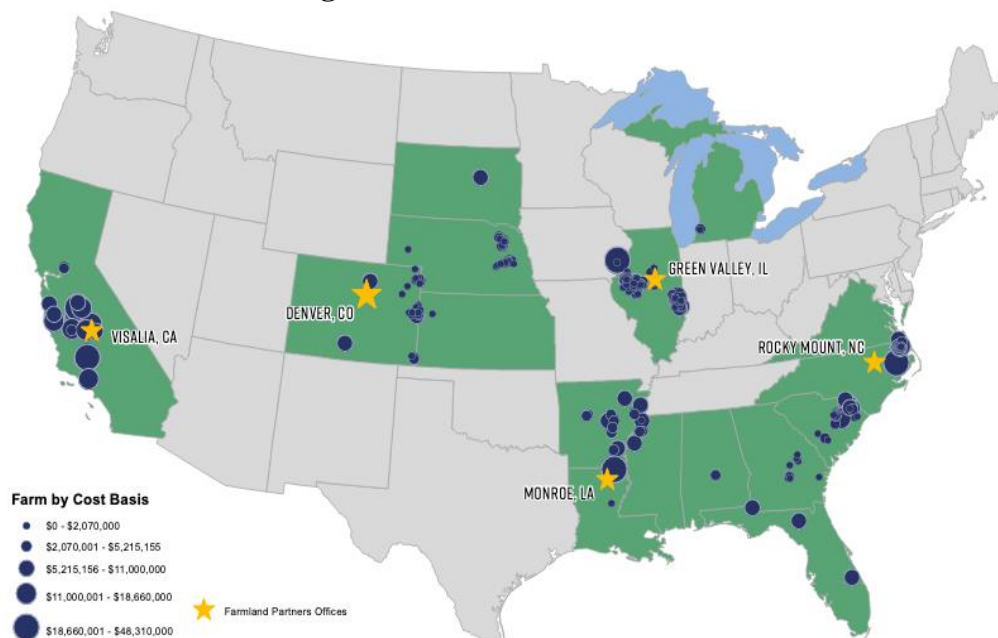 VISALIA, CA
DENVER, CO
GREEN VALLEY, IL
ROCKY MOUNT, NC
MONROE, LA
Farm by Cost Basis
$0 - $2,070,000
$2,070,001 - $5,215,155
$5,215,156 - $11,000,000
$11,000,001 - $18,660,000
$18,660,001 - $48,310,000
Farmland Partners Offices